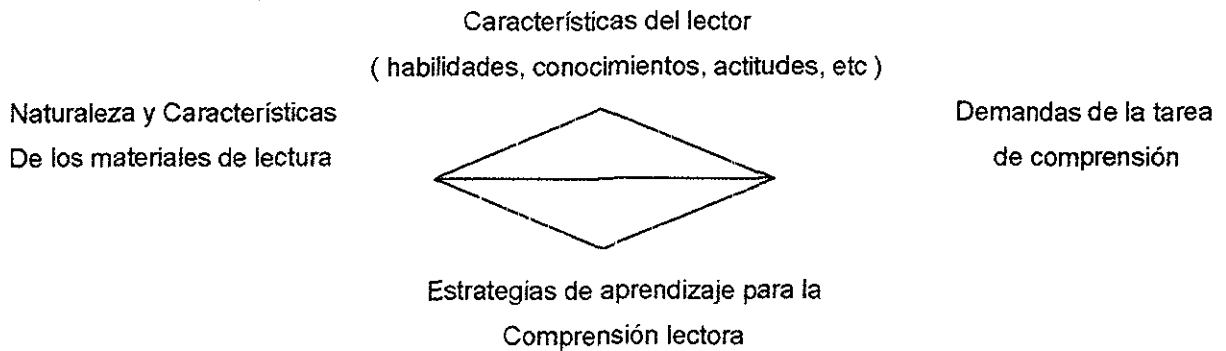 Características del lector
( habilidades, conocimientos, actitudes, etc )
Naturaleza y Características
De los materiales de lectura
Demandas de la tarea
de comprensión
Estrategias de aprendizaje para la
Comprensión lectora